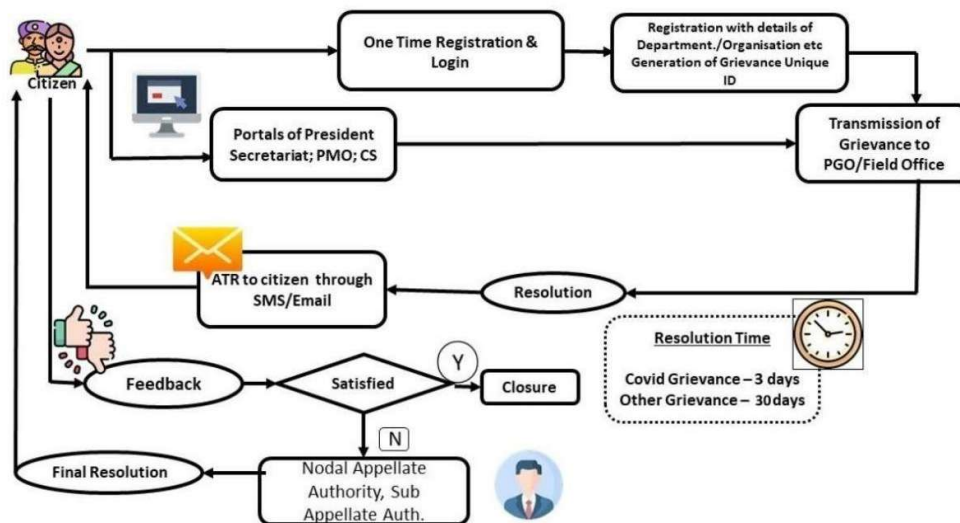 Citizen
One Time Registration &
Login
Registration with details of
Department./Organisation etc
Generation of Grievance Unique
ID
Portals of President
Secretariat; PMO; CS
Transmission of
Grievance to
PGO/Field Office
ATR to citizen through
SMS/Email
Resolution
Resolution Time
Covid Grievance – 3 days
Other Grievance – 30days
Feedback
Satisfied
Y
Closure
N
Final Resolution
Nodal Appellate
Authority, Sub
Appellate Auth.